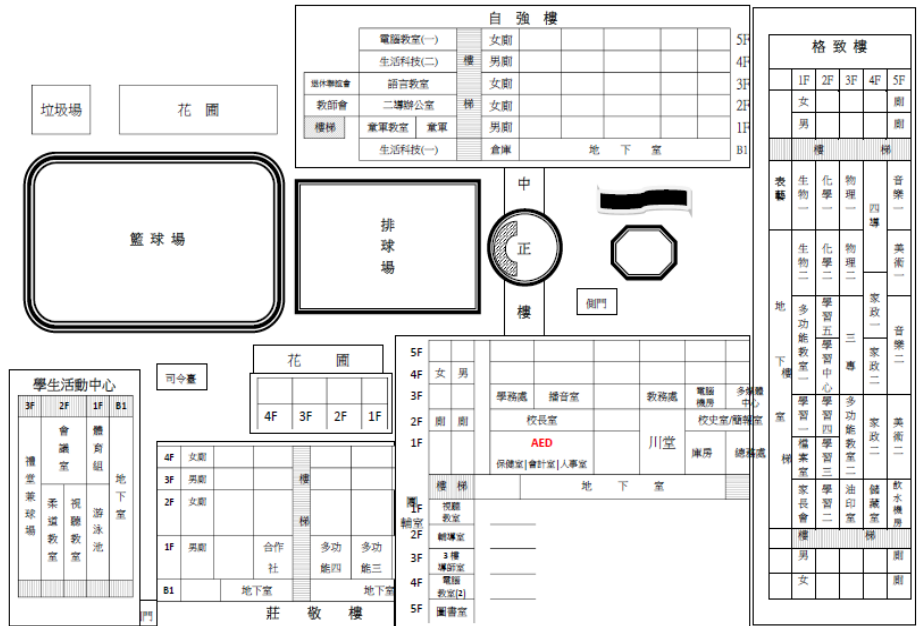 自強樓
電腦教室(一) 女廁 5F
生活科技(二) 樓 男廁 4F
退休聯誼會 語言教室 女廁 3F
教師會 二導辦公室 梯 女廁 2F
樓梯 童軍教室 童軍 男廁 1F
生活科技(一) 倉庫 地下室 B1
垃圾場
花圃
籃球場
排球場
中正樓
側門
格致樓
1F 2F 3F 4F 5F
女 廁
男 廁
樓梯
表藝 生物一 化學一 物理一 四導 音樂一
生物二 化學二 物理二 美術一
地下室
樓梯
多功能教室一 學習五 學習中心 三專 家政一 家政二 音樂二
學習一 學習四 多功能教室二 家政二 美術二
檔案室 學習三
家長會 學習二 油印室 儲藏室 飲水機房
樓梯
男 廁
女 廁
學生活動中心
3F 2F 1F B1
禮堂兼球場 會議室 體育組 地下室
柔道教室 視聽教室 游泳池
司令臺
花圃
4F 3F 2F 1F
4F 女廁
3F 男廁 樓
2F 女廁 梯
1F 男廁 合作社 多功能四 多功能三
B1 地下室 地下室
莊敬樓
門
5F
4F 女 男
3F 學務處 播音室 教務處 電腦機房 多媒體中心
2F 廁 廁 校長室 校史室/簡報室
1F AED 川堂 庫房 總務處
保健室|會計室|人事室
樓梯 地下室
團輔室
1F 視聽教室
2F 輔導室
3F 3樓導師室
4F 電腦教室(2)
5F 圖書室